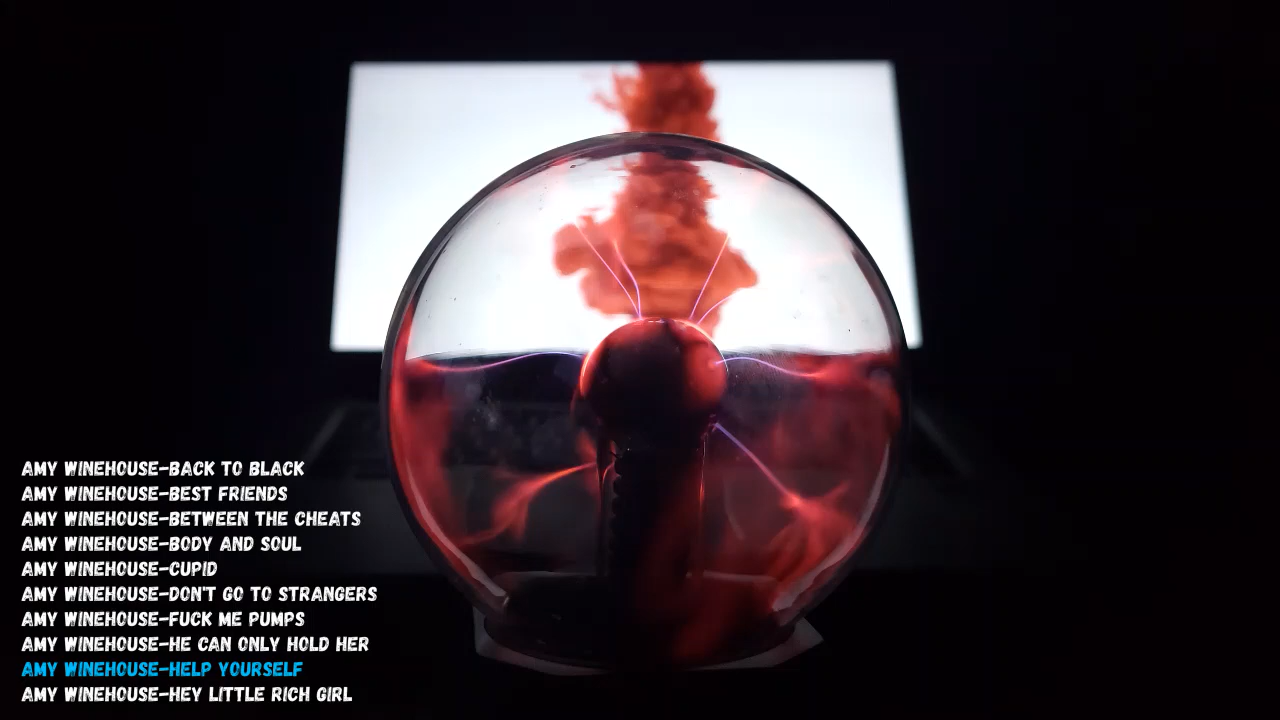 AMY WINEHOUSE-BACK TO BLACK
AMY WINEHOUSE-BEST FRIENDS
AMY WINEHOUSE-BETWEEN THE CHEATS
AMY WINEHOUSE-BODY AND SOUL
AMY WINEHOUSE-CUPID
AMY WINEHOUSE-DON'T GO TO STRANGERS
AMY WINEHOUSE-FUCK ME PUMPS
AMY WINEHOUSE-HE CAN ONLY HOLD HER
AMY WINEHOUSE-HELP YOURSELF
AMY WINEHOUSE-HEY LITTLE RICH GIRL